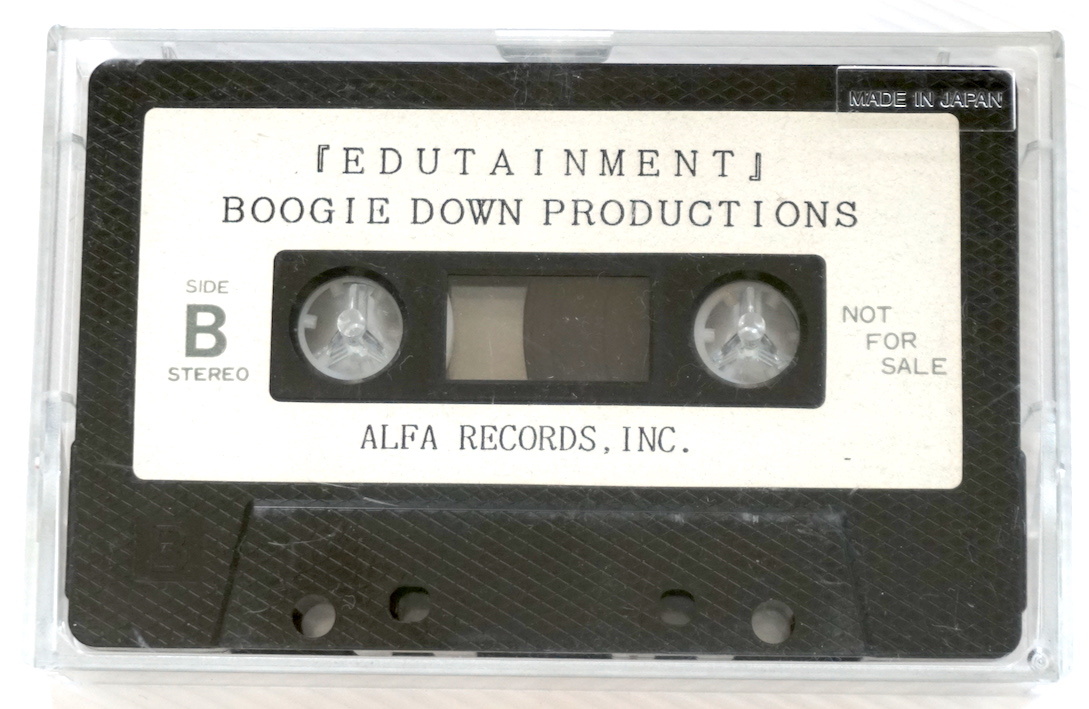 MADE IN JAPAN
『EDUTAINMENT』
BOOGIE DOWN PRODUCTIONS
SIDE
B
STEREO
NOT
FOR
SALE
ALFA RECORDS, INC.
B